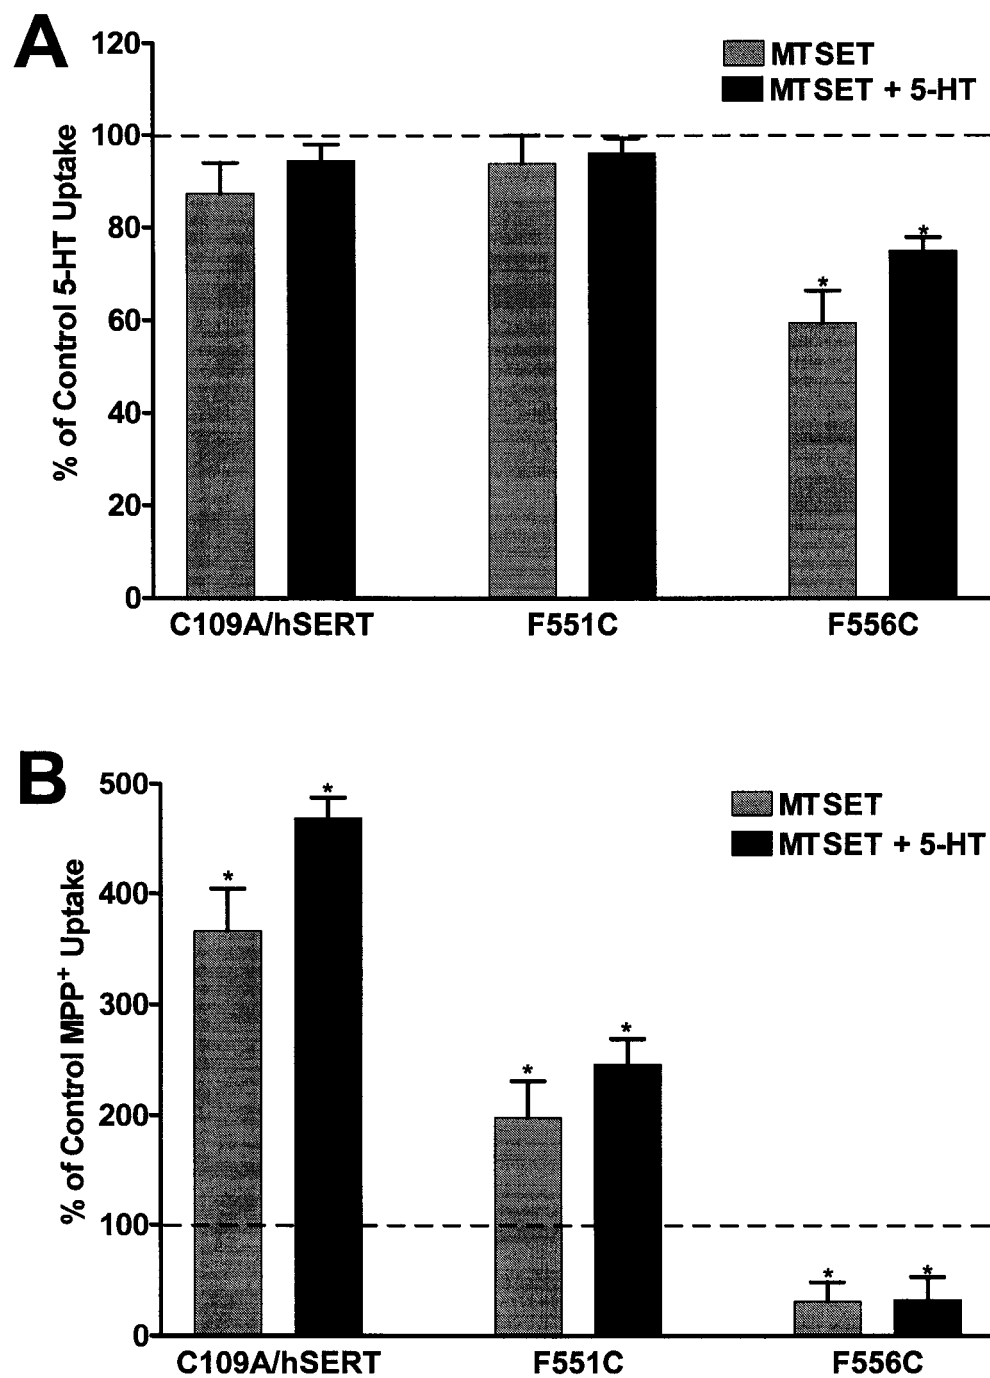 A
120
100
80
60
40
20
0
% of Control 5-HT Uptake
MTSET
MTSET + 5-HT
*
*
C109A/hSERT
F551C
F556C
B
500
400
300
200
100
0
% of Control MPP⁺ Uptake
MTSET
MTSET + 5-HT
*
*
*
*
*
*
C109A/hSERT
F551C
F556C